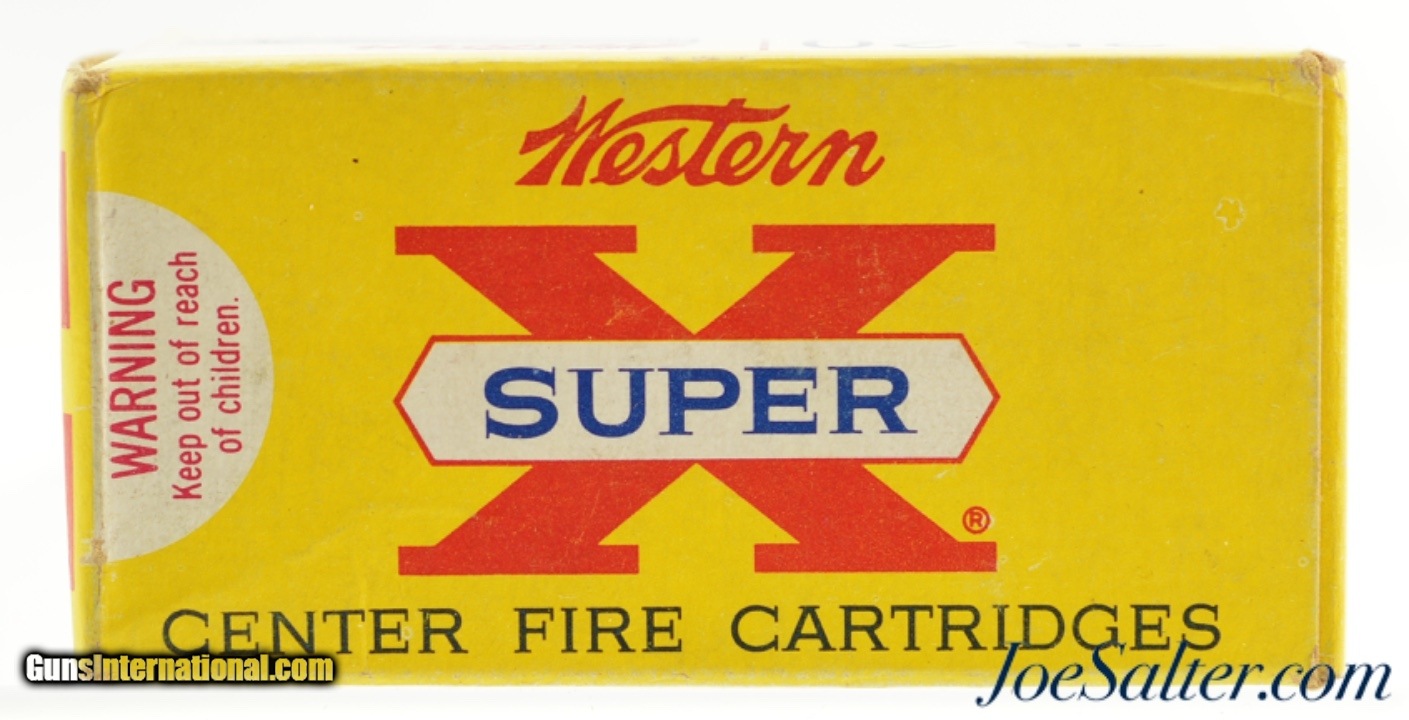 Western
X
SUPER
®
CENTER FIRE CARTRIDGES
WARNING
Keep out of reach
of children.
GunsInternational.com
JoeSalter.com